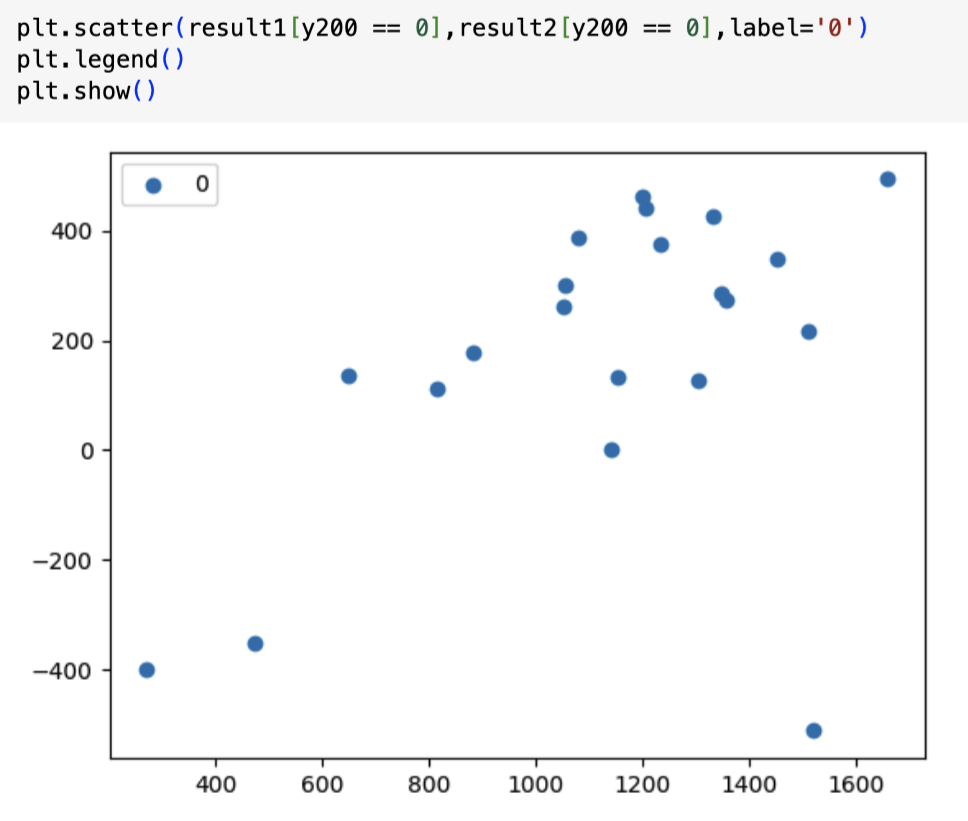 plt.scatter(result1[y200 == 0],result2[y200 == 0],label='0')
plt.legend()
plt.show()
0
400
200
0
−200
−400
400 600 800 1000 1200 1400 1600